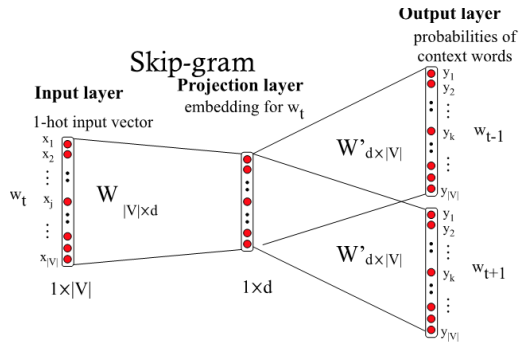 Output layer
probabilities of
context words
Skip-gram
Projection layer
embedding for wt
Input layer
1-hot input vector
x1
x2
xj
x|V|
wt
W|V|×d
1×|V|
1×d
W'd×|V|
y1
y2
yk
y|V|
wt-1
W'd×|V|
y1
y2
yk
y|V|
wt+1